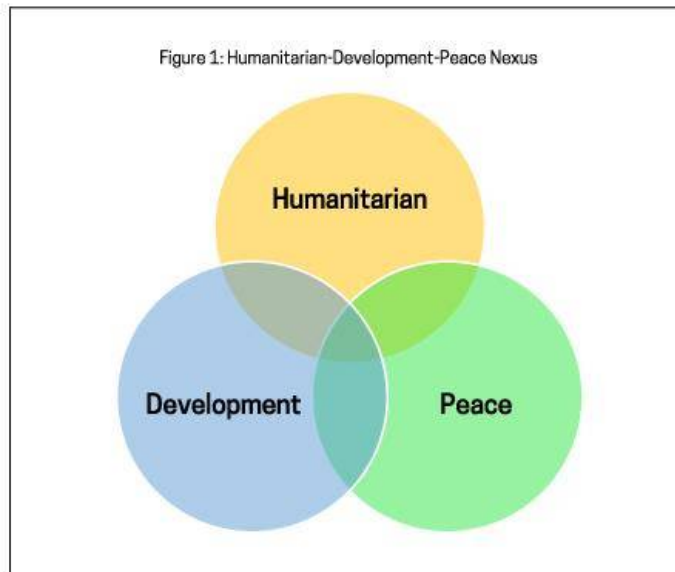 Figure 1: Humanitarian-Development-Peace Nexus
Humanitarian
Development
Peace